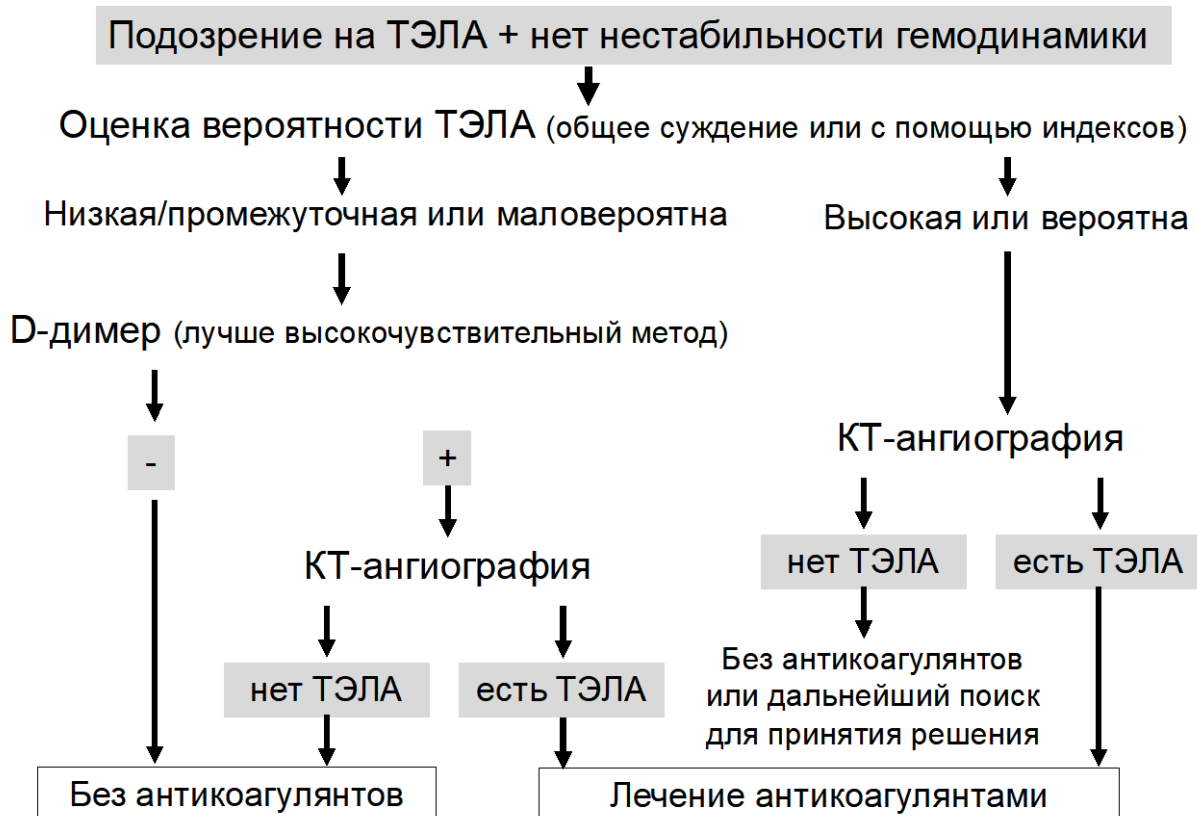 Подозрение на ТЭЛА + нет нестабильности гемодинамики
Оценка вероятности ТЭЛА (общее суждение или с помощью индексов)
Низкая/промежуточная или маловероятна
Высокая или вероятна
D-димер (лучше высокочувствительный метод)
-
+
КТ-ангиография
КТ-ангиография
нет ТЭЛА
есть ТЭЛА
нет ТЭЛА
есть ТЭЛА
Без антикоагулянтов
или дальнейший поиск
для принятия решения
Без антикоагулянтов
Лечение антикоагулянтами